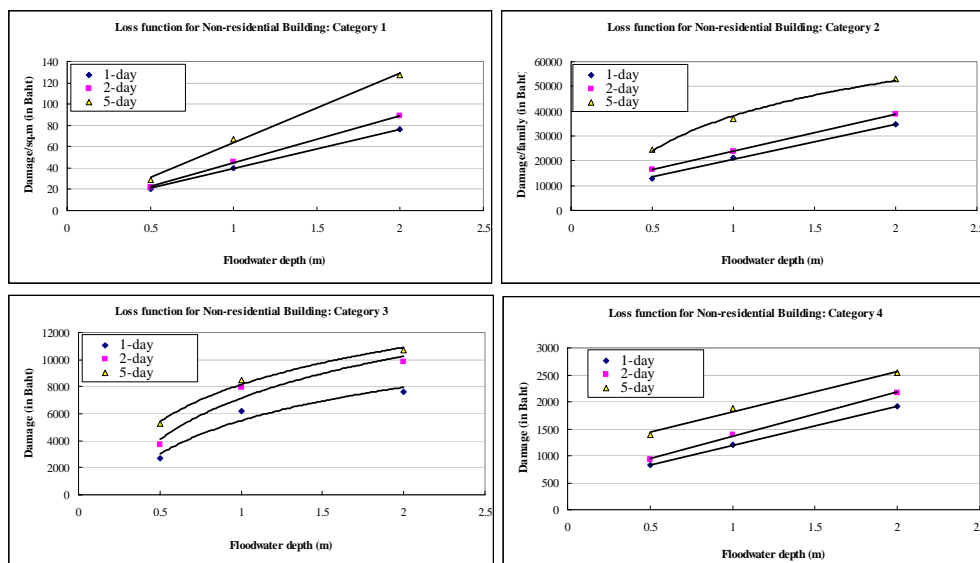 Loss function for Non-residential Building: Category 1
140
120
100
80
60
40
20
0
1-day
2-day
5-day
Damage/sq,m (in Baht)
0 0.5 1 1.5 2 2.5
Floodwater depth (m)
Loss function for Non-residential Building: Category 2
60000
50000
40000
30000
20000
10000
0
1-day
2-day
5-day
Damage/family (in Baht)
0 0.5 1 1.5 2 2.5
Floodwater depth (m)
Loss function for Non-residential Building: Category 3
12000
10000
8000
6000
4000
2000
0
1-day
2-day
5-day
Damage (in Baht)
0 0.5 1 1.5 2 2.5
Floodwater depth (m)
Loss function for Non-residential Building: Category 4
3000
2500
2000
1500
1000
500
0
1-day
2-day
5-day
Damage (in Baht)
0 0.5 1 1.5 2 2.5
Floodwater depth (m)